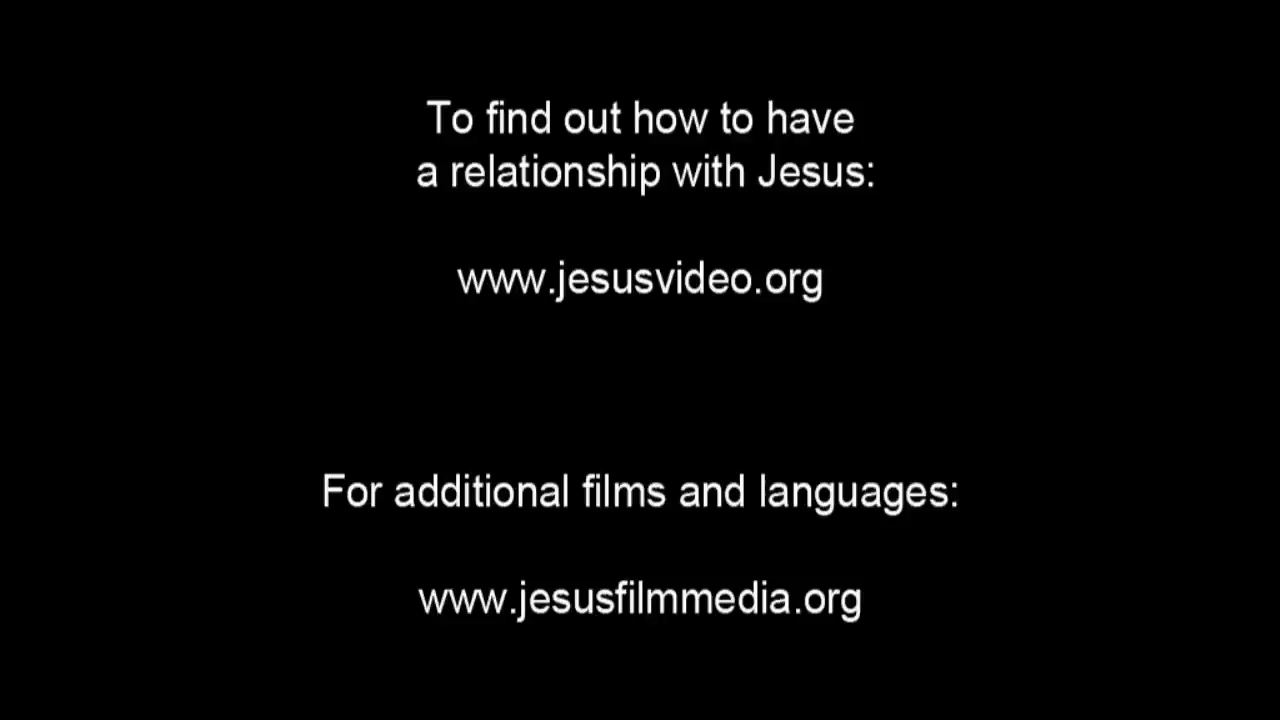 To find out how to have
a relationship with Jesus:
www.jesusvideo.org
For additional films and languages:
www.jesusfilmmedia.org